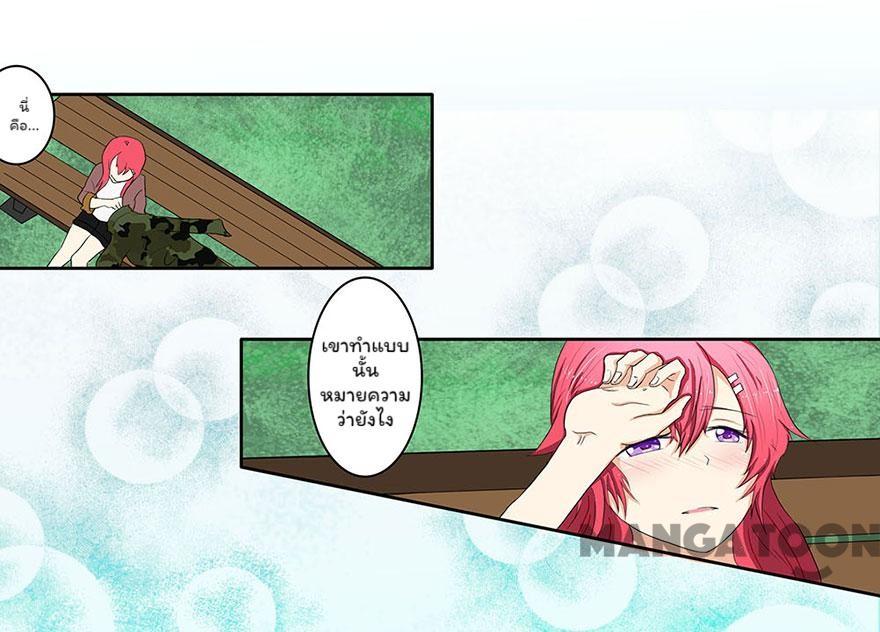 นี่
คือ...
เขาทำแบบ
นั้น
หมายความ
ว่ายังไง
MANGATOON